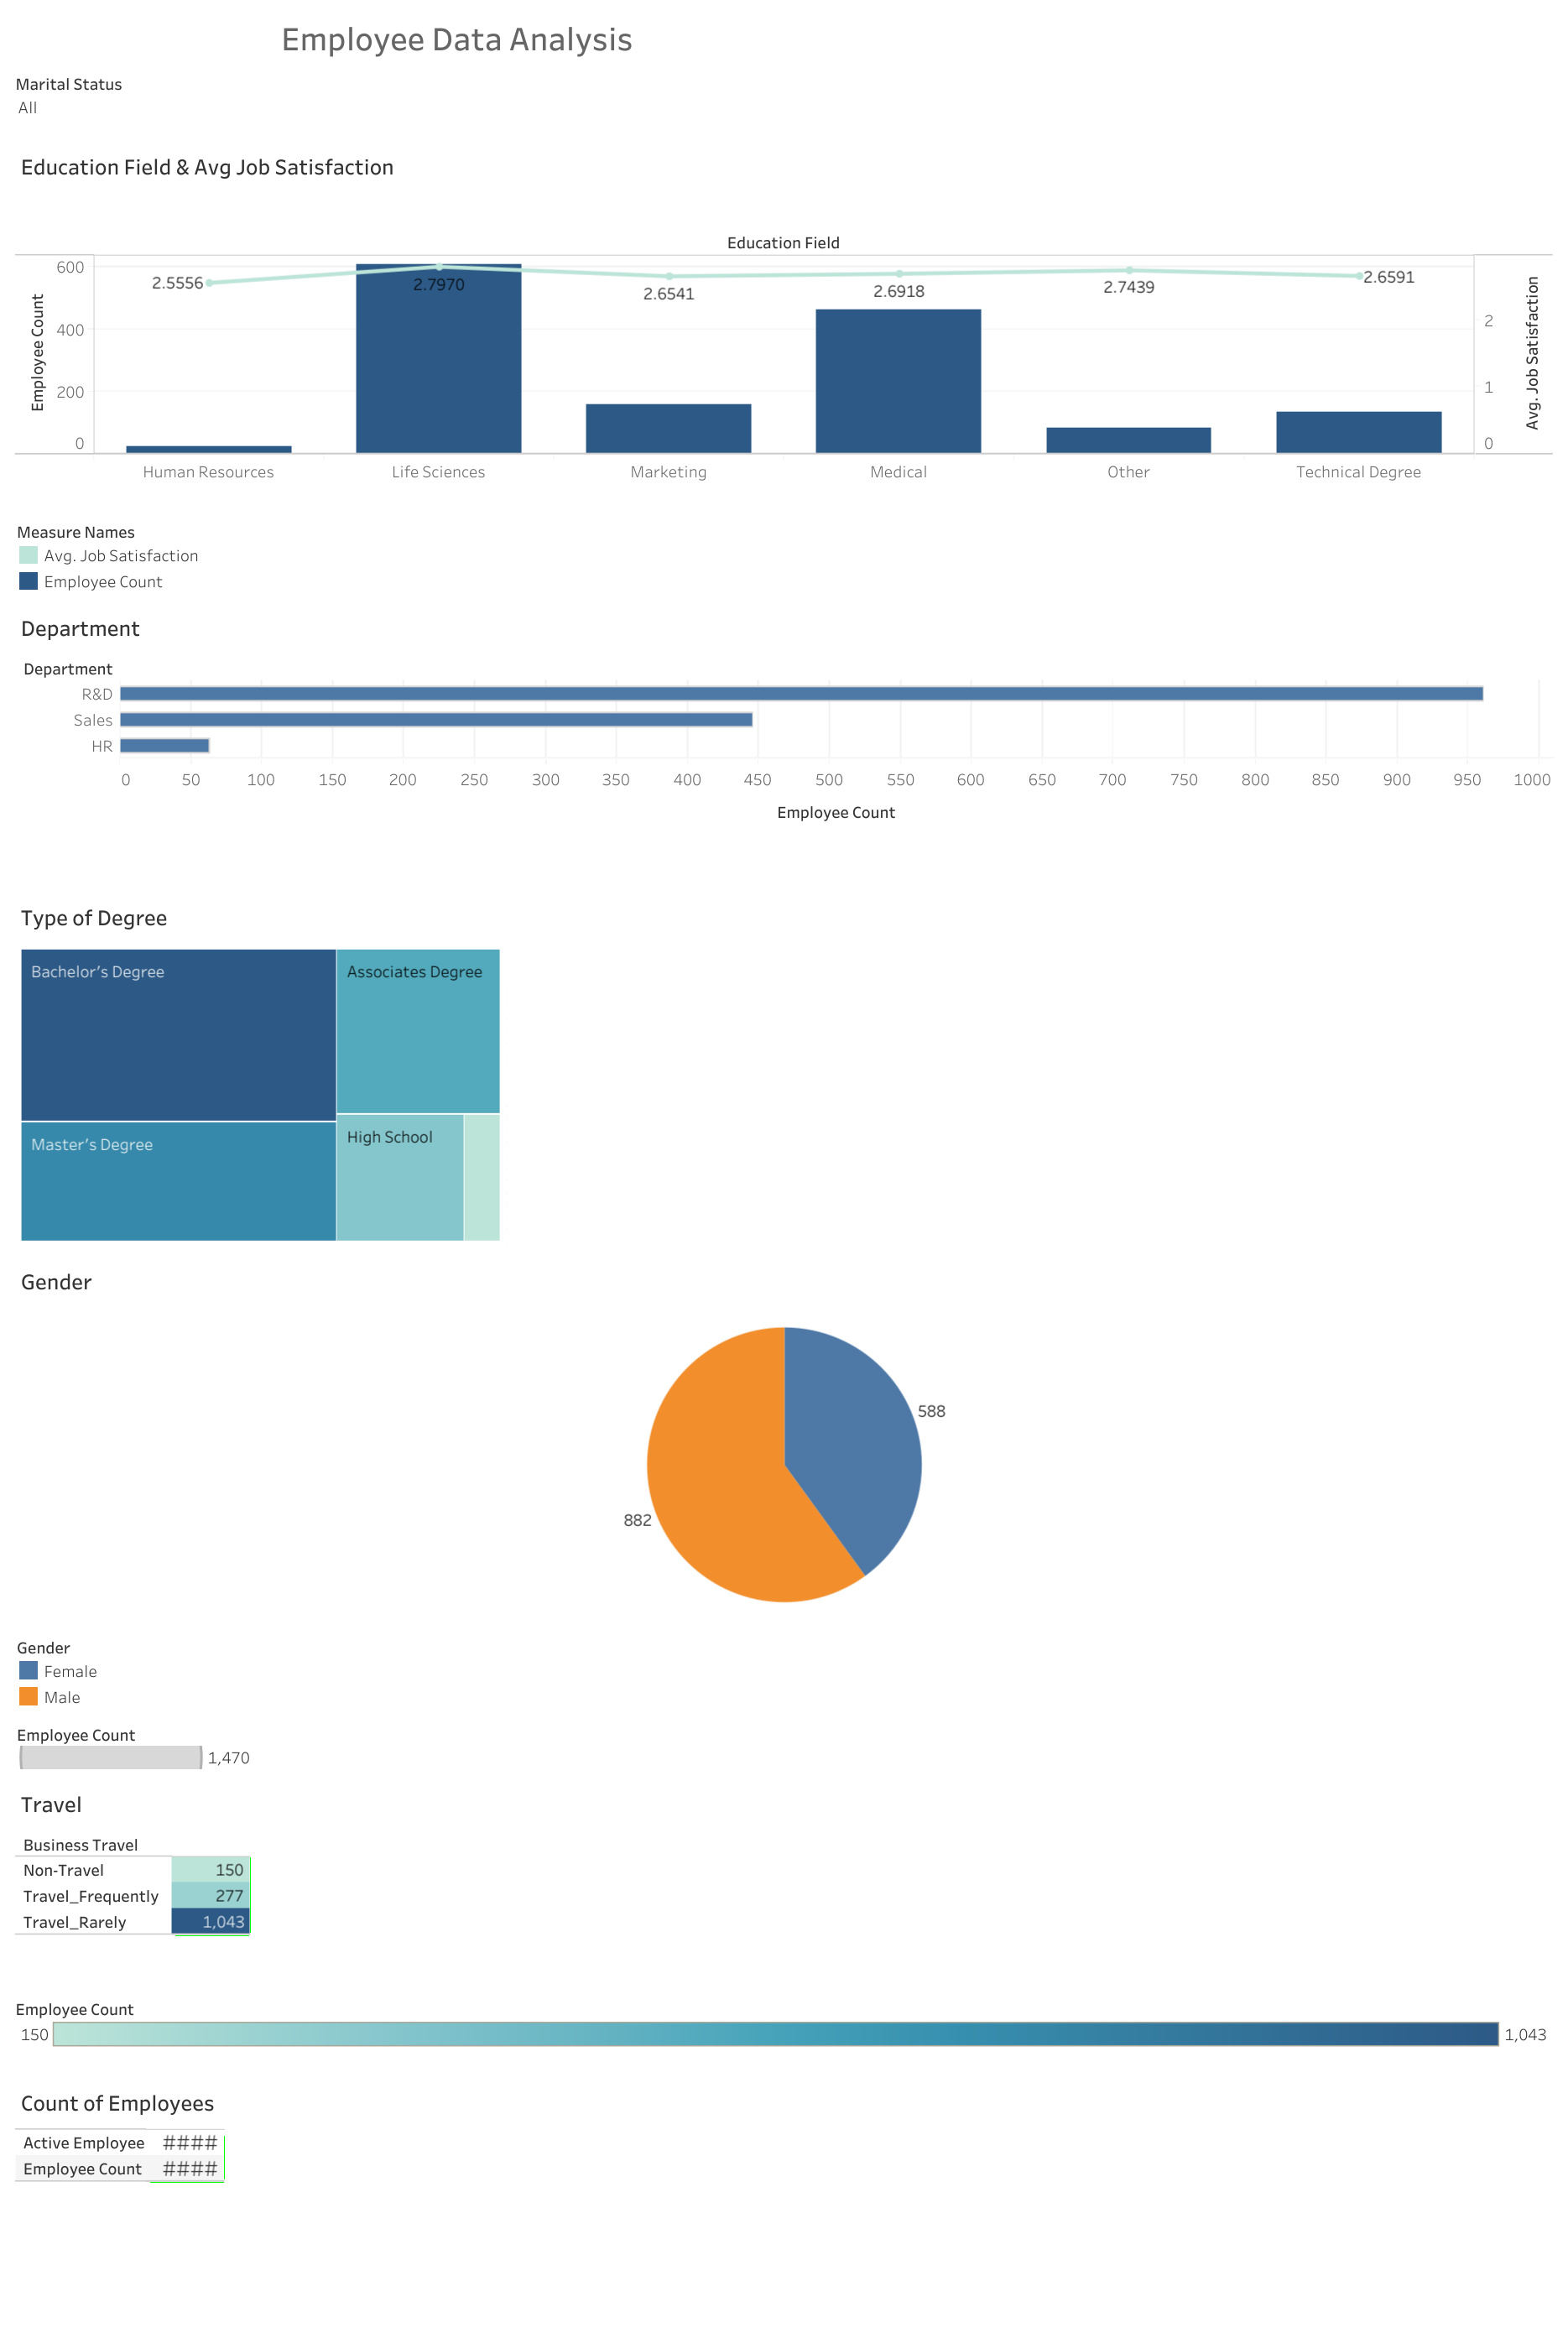 Employee Data Analysis
Marital Status
All
Education Field & Avg Job Satisfaction
Education Field
600
400
200
0
Employee Count
2.5556
2.7970
2.6541
2.6918
2.7439
2.6591
2
1
0
Avg. Job Satisfaction
Human Resources Life Sciences Marketing Medical Other Technical Degree
Measure Names
Avg. Job Satisfaction
Employee Count
Department
Department
R&D
Sales
HR
0 50 100 150 200 250 300 350 400 450 500 550 600 650 700 750 800 850 900 950 1000
Employee Count
Type of Degree
Bachelor’s Degree
Associates Degree
Master’s Degree
High School
Gender
588
882
Gender
Female
Male
Employee Count
1,470
Travel
Business Travel
Non-Travel 150
Travel_Frequently 277
Travel_Rarely 1,043
Employee Count
150 1,043
Count of Employees
Active Employee ####
Employee Count ####